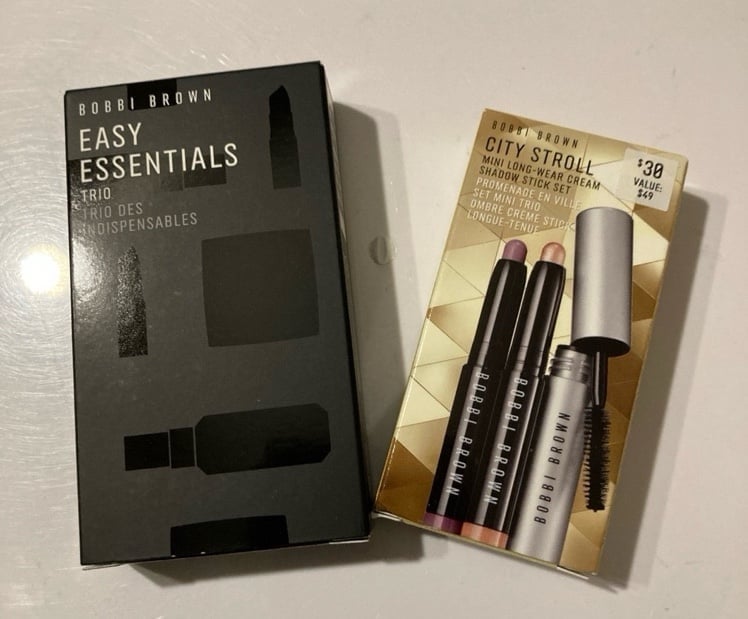 BOBBI BROWN
EASY
ESSENTIALS
TRIO
TRIO DES
INDISPENSABLES
BOBBI BROWN
CITY STROLL
MINI LONG-WEAR CREAM
SHADOW STICK SET
PROMENADE EN VILLE
SET MINI TRIO
OMBRE CRÈME STICK
LONGUE-TENUE
$30
VALUE:
$49
BOBBI BROWN
BOBBI BROWN
BOBBI BROWN